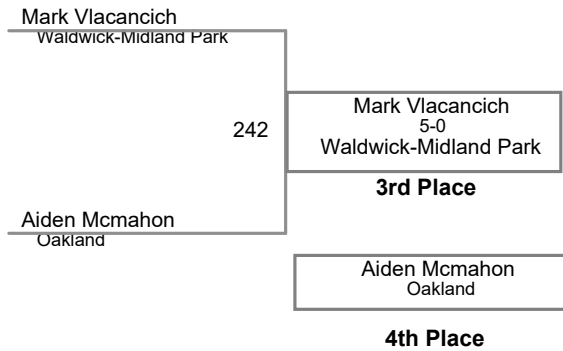 Mark Vlacancich
Waldwick-Midland Park
242
Mark Vlacancich
5-0
Waldwick-Midland Park
3rd Place
Aiden Mcmahon
Oakland
Aiden Mcmahon
Oakland
4th Place